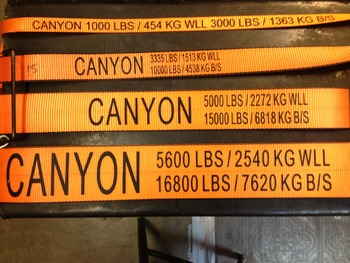 CANYON 1000 LBS / 454 KG WLL 3000 LBS / 1363 KG B/S
15
CANYON 3335 LBS / 1513 KG WLL
10000 LBS / 4538 KG B/S
CANYON 5000 LBS / 2272 KG WLL
15000 LBS / 6818 KG B/S
CANYON 5600 LBS / 2540 KG WLL
16800 LBS / 7620 KG B/S